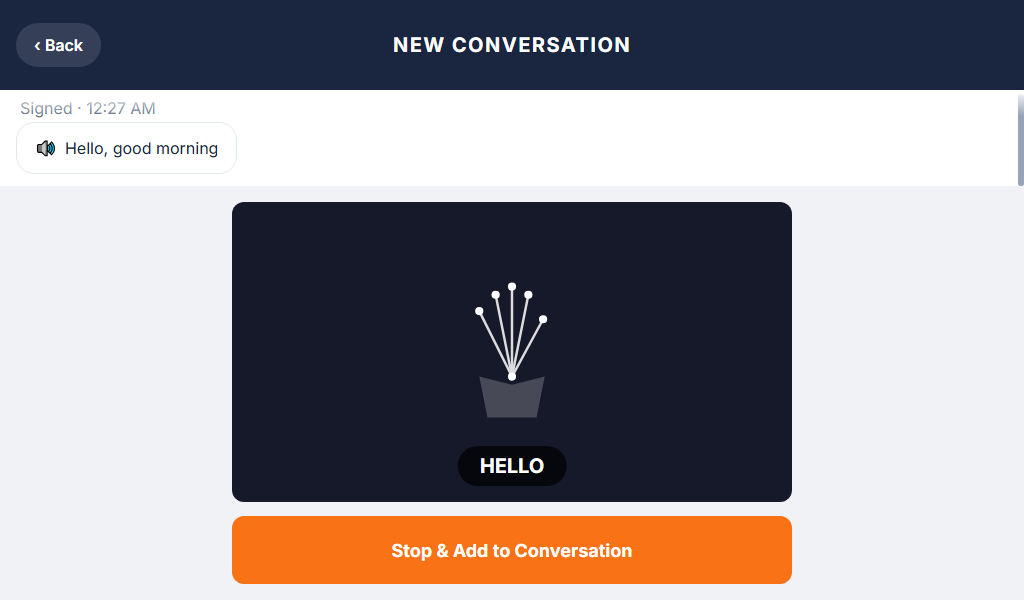 ‹ Back
NEW CONVERSATION
Signed · 12:27 AM
Hello, good morning
HELLO
Stop & Add to Conversation